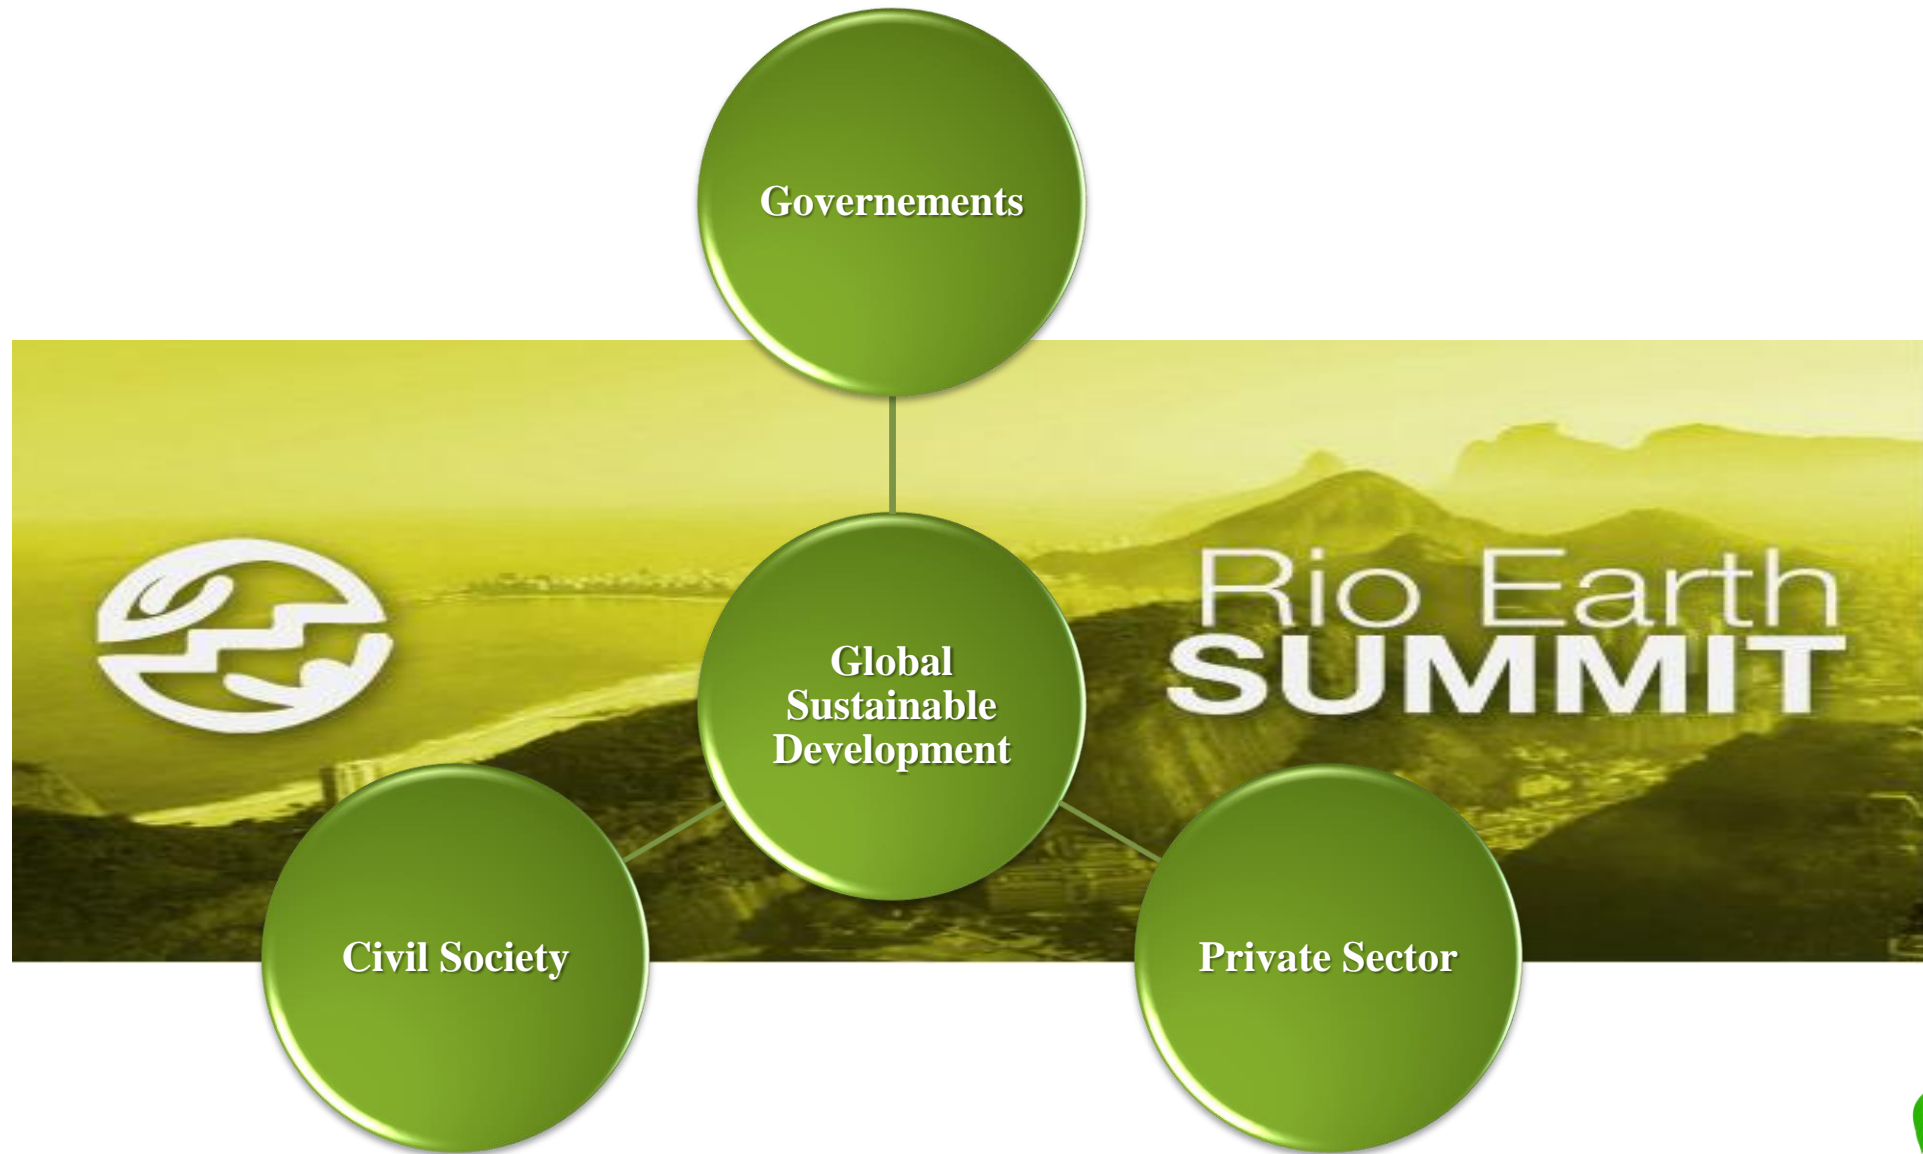 Governements
Rio Earth
SUMMIT
Global
Sustainable
Development
Civil Society
Private Sector